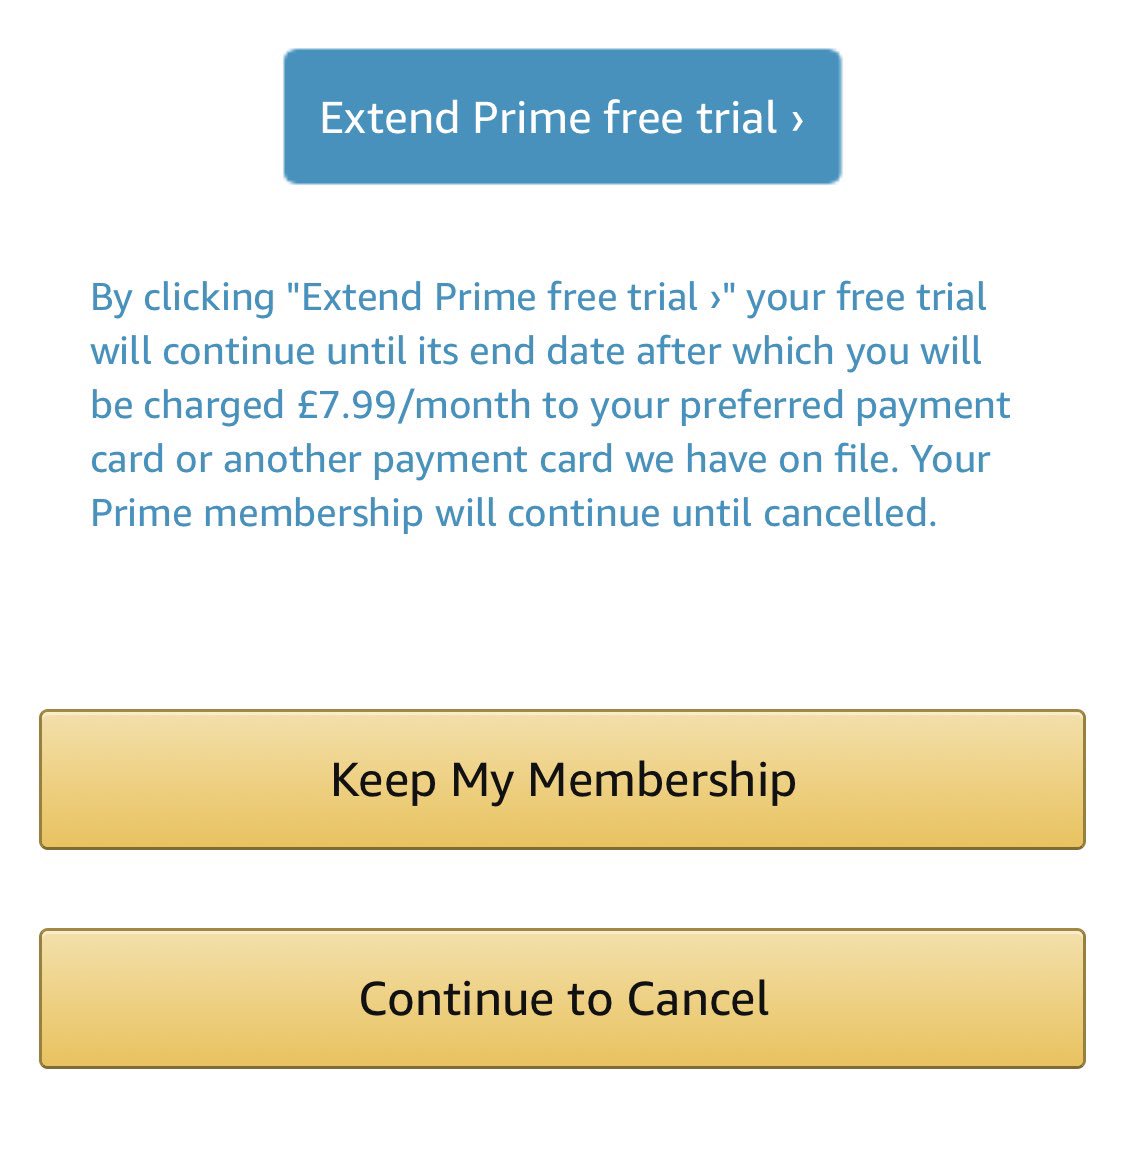 Extend Prime free trial ›
By clicking "Extend Prime free trial ›" your free trial
will continue until its end date after which you will
be charged £7.99/month to your preferred payment
card or another payment card we have on file. Your
Prime membership will continue until cancelled.
Keep My Membership
Continue to Cancel